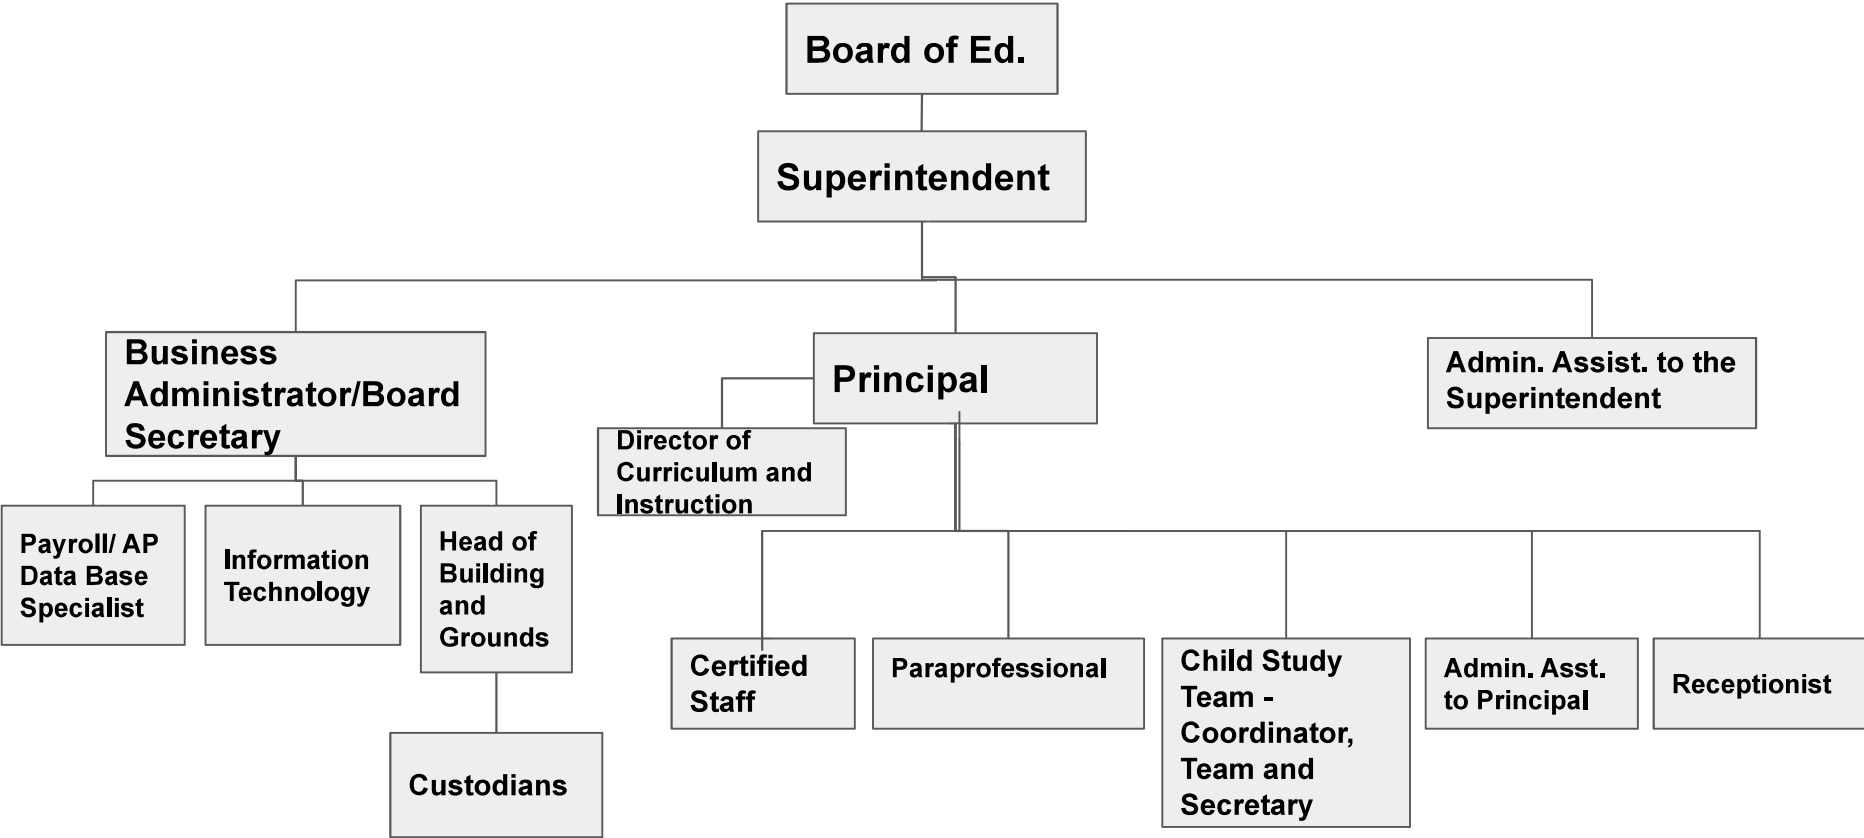 Board of Ed.
Superintendent
Business
Administrator/Board
Secretary
Principal
Admin. Assist. to the
Superintendent
Director of
Curriculum and
Instruction
Payroll/ AP
Data Base
Specialist
Information
Technology
Head of
Building
and
Grounds
Certified
Staff
Paraprofessional
Child Study
Team -
Coordinator,
Team and
Secretary
Admin. Asst.
to Principal
Receptionist
Custodians